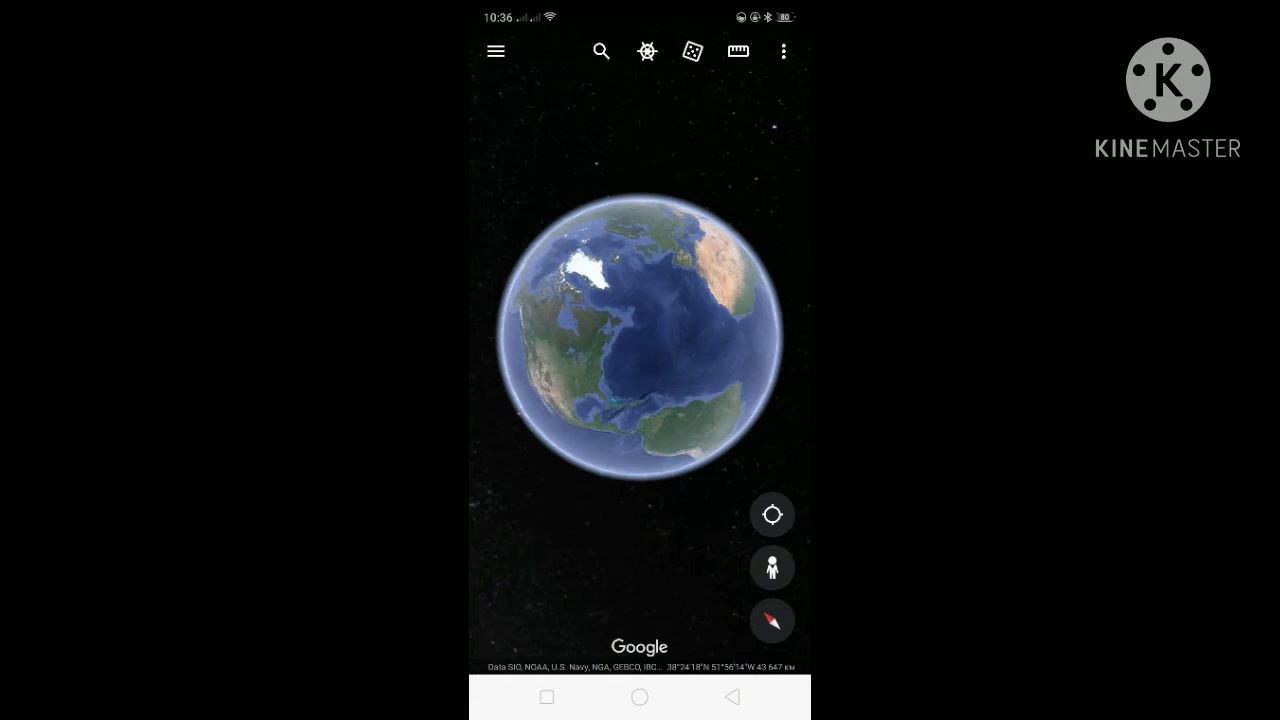 10:36
80
K
KINEMASTER
Google
Data SIO, NOAA, U.S. Navy, NGA, GEBCO, IBC... 38°24'18"N 51°56'14"W 43 647 км